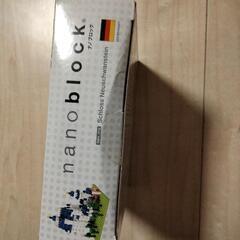 nanoblock
ナノブロック
Schloss Neuschwanstein